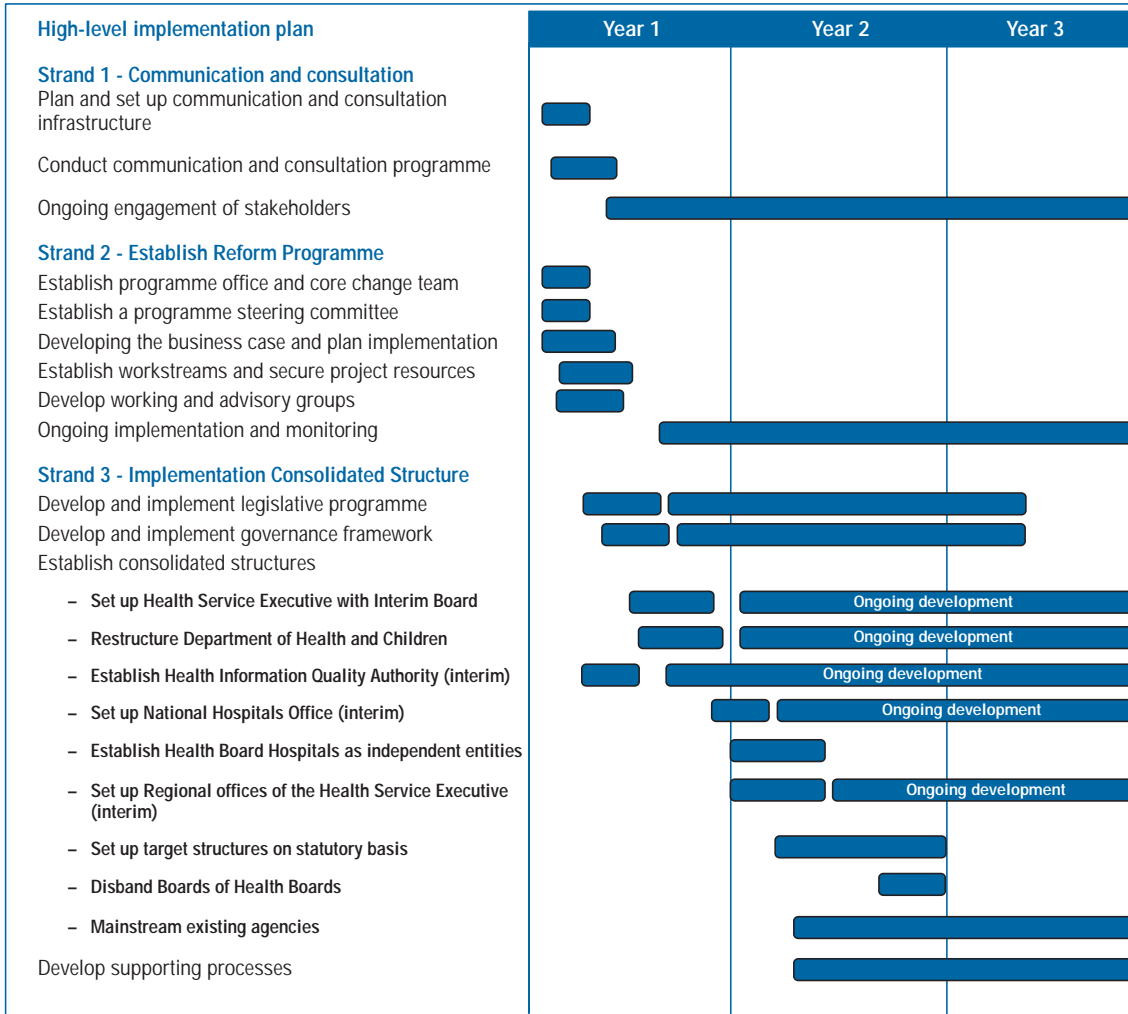 High-level implementation plan
Year 1
Year 2
Year 3
Strand 1 - Communication and consultation
Plan and set up communication and consultation
infrastructure
Conduct communication and consultation programme
Ongoing engagement of stakeholders
Strand 2 - Establish Reform Programme
Establish programme office and core change team
Establish a programme steering committee
Developing the business case and plan implementation
Establish workstreams and secure project resources
Develop working and advisory groups
Ongoing implementation and monitoring
Strand 3 - Implementation Consolidated Structure
Develop and implement legislative programme
Develop and implement governance framework
Establish consolidated structures
– Set up Health Service Executive with Interim Board
Ongoing development
– Restructure Department of Health and Children
Ongoing development
– Establish Health Information Quality Authority (interim)
Ongoing development
– Set up National Hospitals Office (interim)
Ongoing development
– Establish Health Board Hospitals as independent entities
– Set up Regional offices of the Health Service Executive
(interim)
Ongoing development
– Set up target structures on statutory basis
– Disband Boards of Health Boards
– Mainstream existing agencies
Develop supporting processes